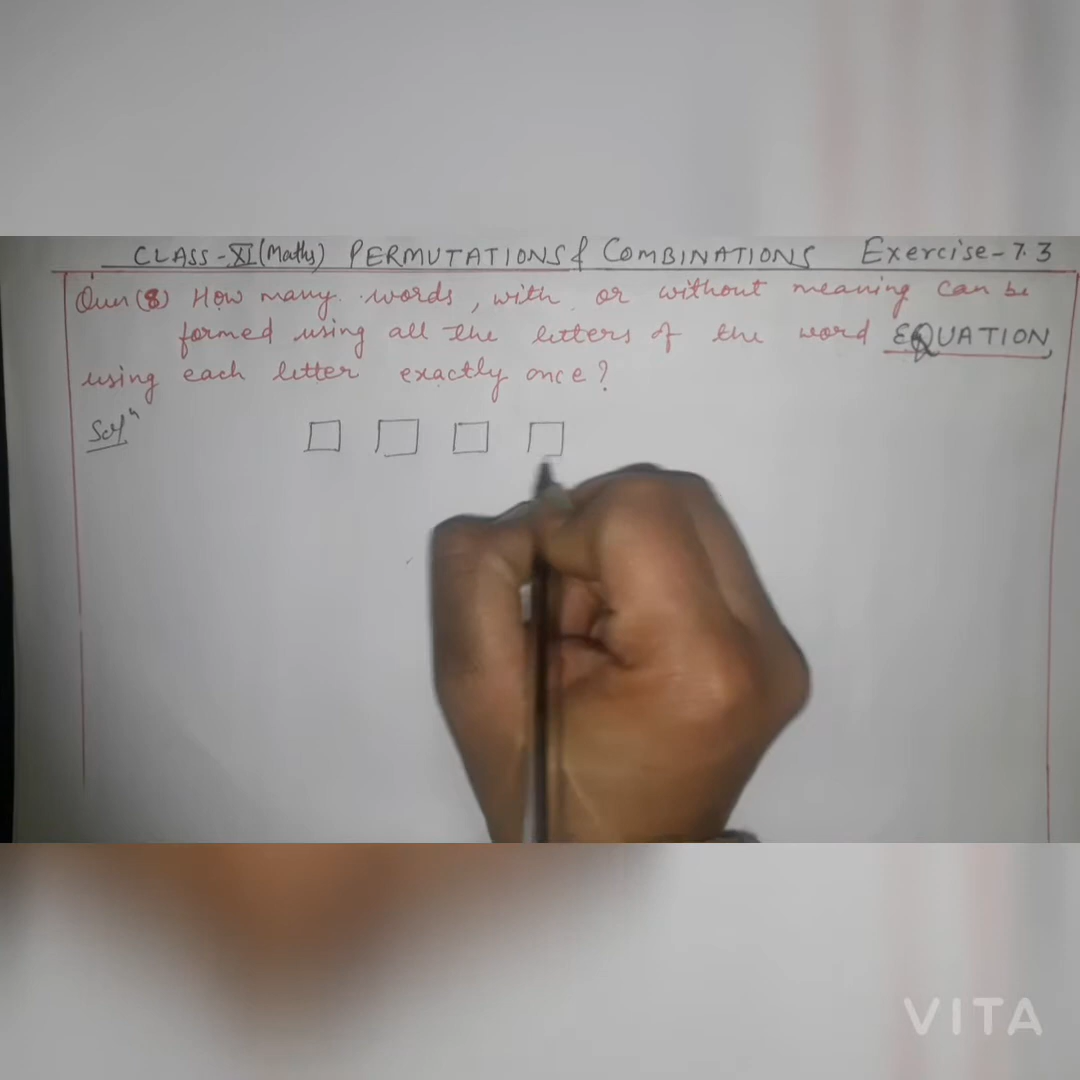 CLASS-XI (Maths) PERMUTATIONS & COMBINATIONS Exercise-7.3
Qun (8) How many words, with or without meaning can be
formed using all the letters of the word EQUATION,
using each letter exactly once?
Solⁿ
VITA